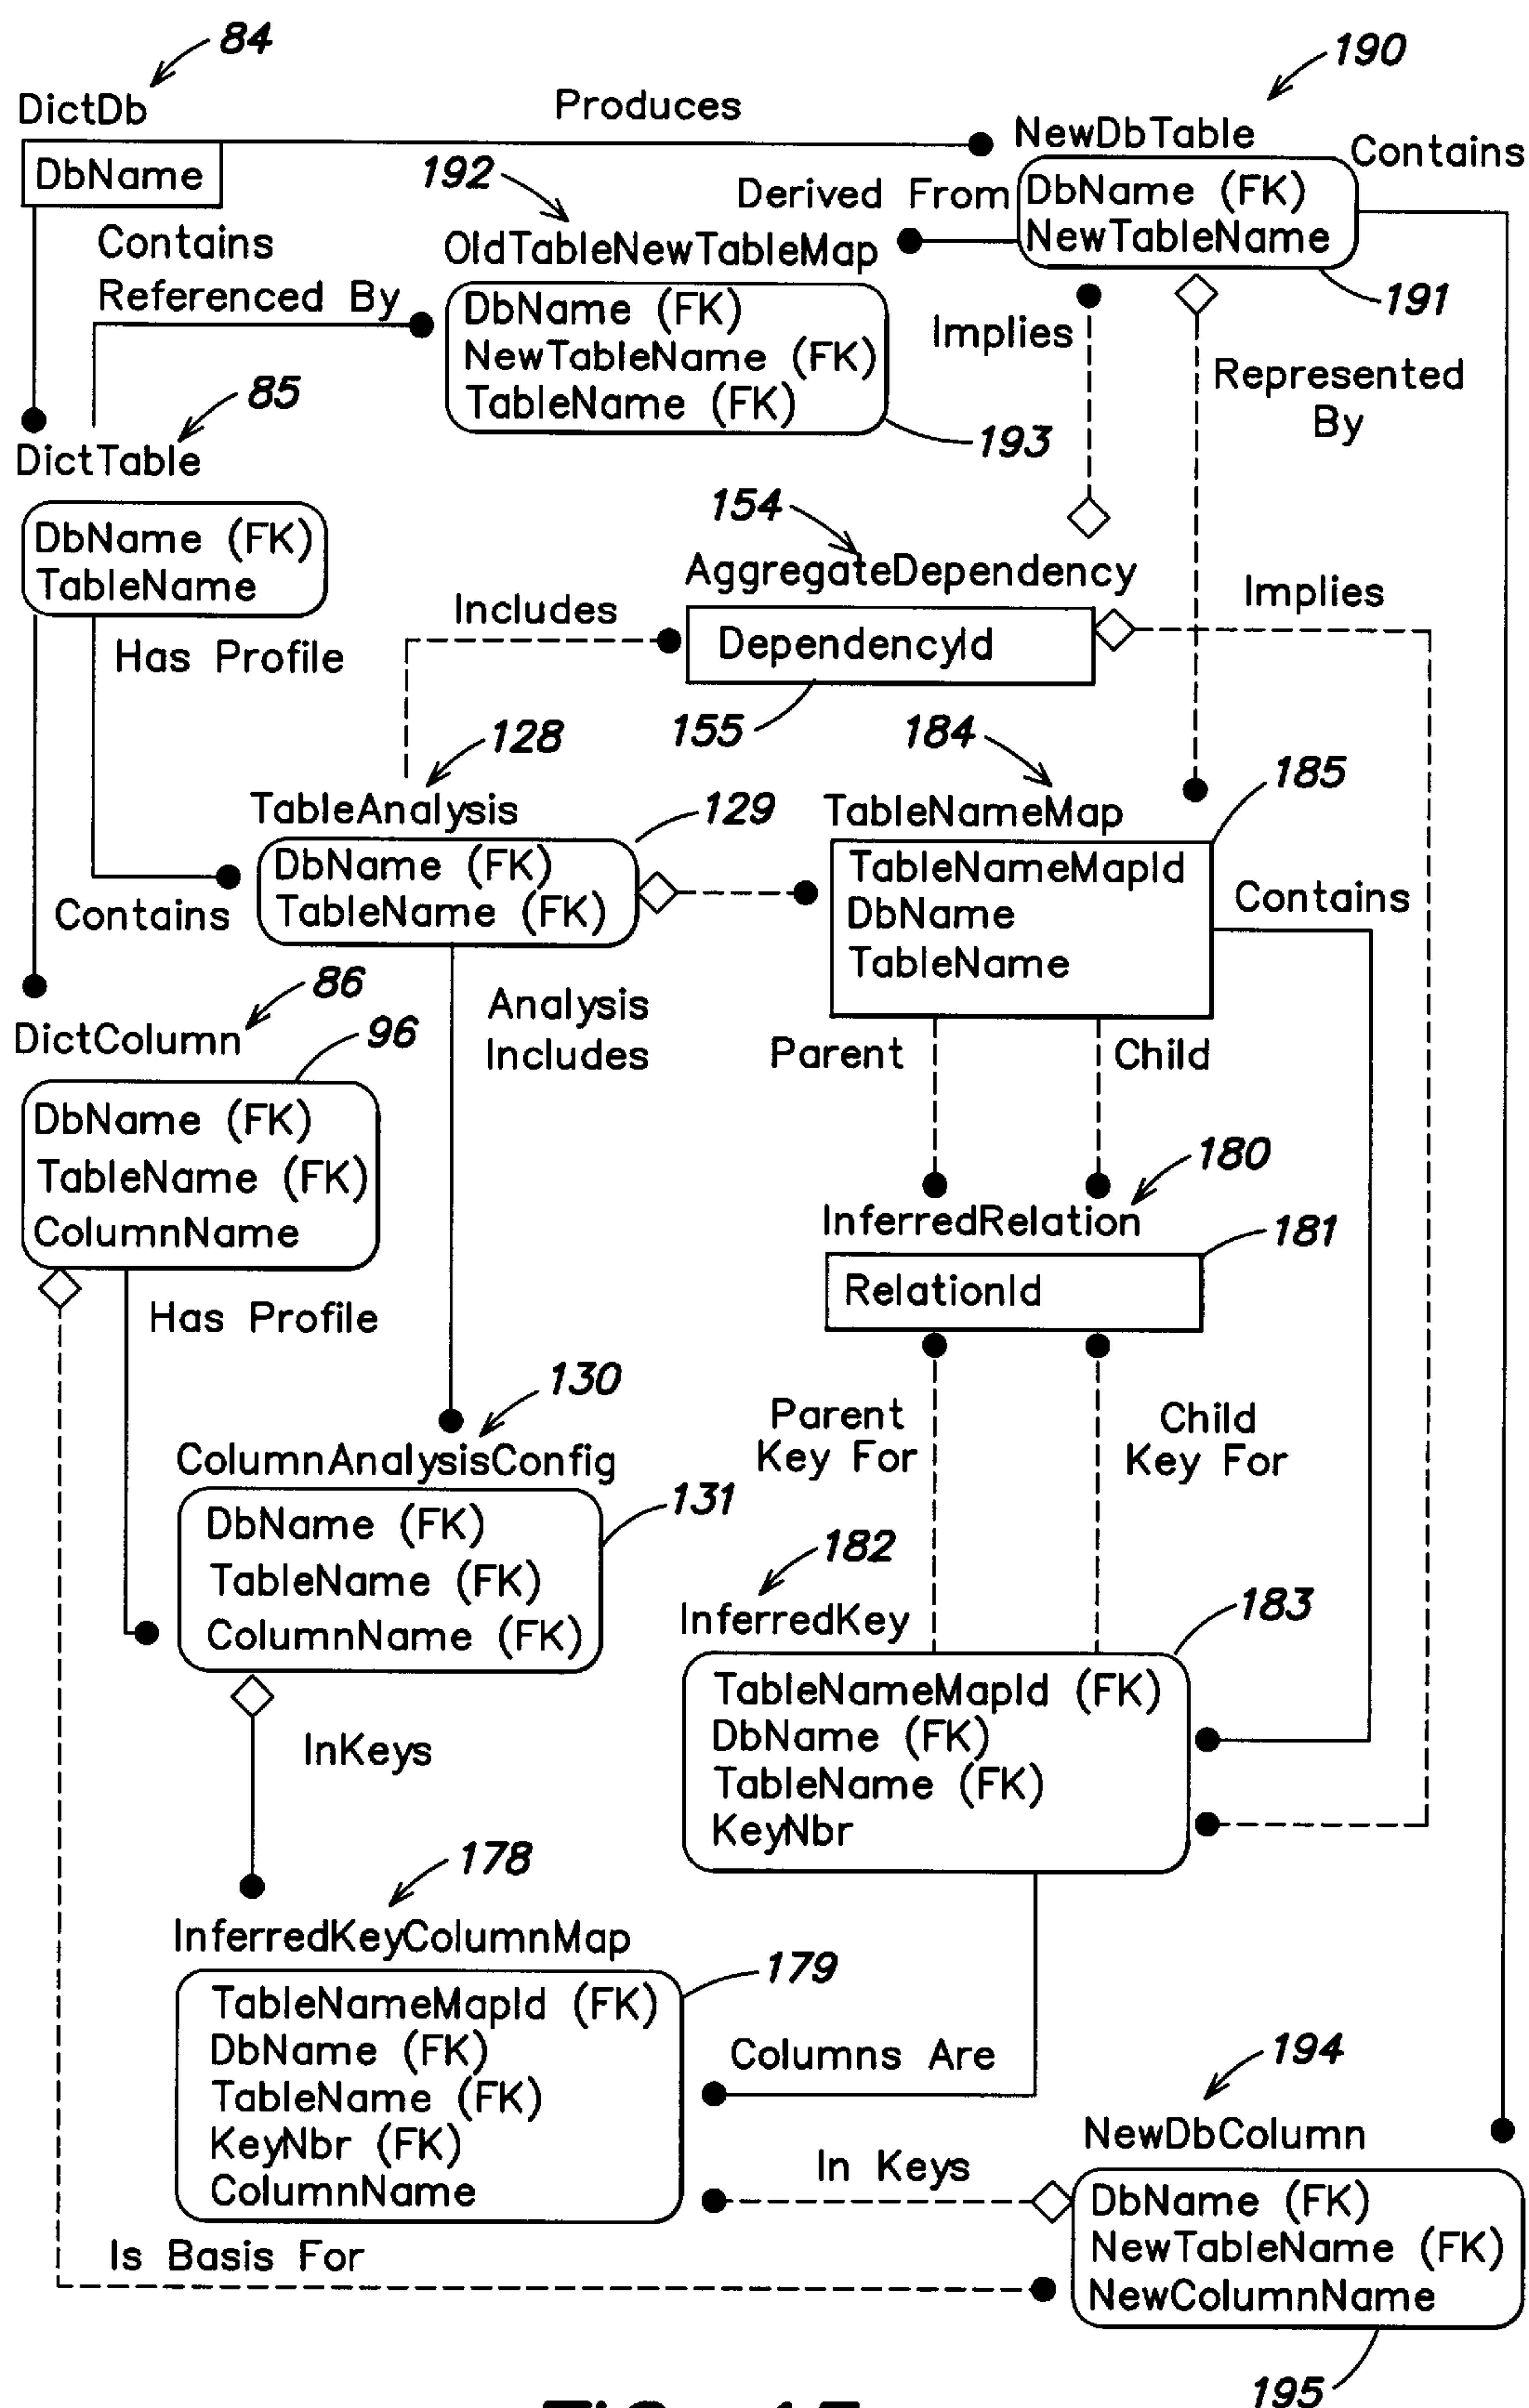 84
190
DictDb
Produces
NewDbTable
Contains
DbName
192
Derived From
DbName (FK)
NewTableName
Contains
OldTableNewTableMap
191
Referenced By
DbName (FK)
NewTableName (FK)
TableName (FK)
Implies
Represented
By
85
193
DictTable
154
DbName (FK)
TableName
AggregateDependency
Includes
Implies
DependencyId
Has Profile
155
184
128
185
TableAnalysis
129
TableNameMap
DbName (FK)
TableName (FK)
TableNameMapId
DbName
TableName
Contains
Contains
86
Analysis
Includes
DictColumn
96
Parent
Child
DbName (FK)
TableName (FK)
ColumnName
180
InferredRelation
181
RelationId
Has Profile
130
Parent
Key For
Child
Key For
ColumnAnalysisConfig
131
DbName (FK)
TableName (FK)
ColumnName (FK)
182
InferredKey
183
TableNameMapId (FK)
DbName (FK)
TableName (FK)
KeyNbr
InKeys
178
InferredKeyColumnMap
179
TableNameMapId (FK)
DbName (FK)
TableName (FK)
KeyNbr (FK)
ColumnName
Columns Are
194
NewDbColumn
In Keys
DbName (FK)
NewTableName (FK)
NewColumnName
Is Basis For
195